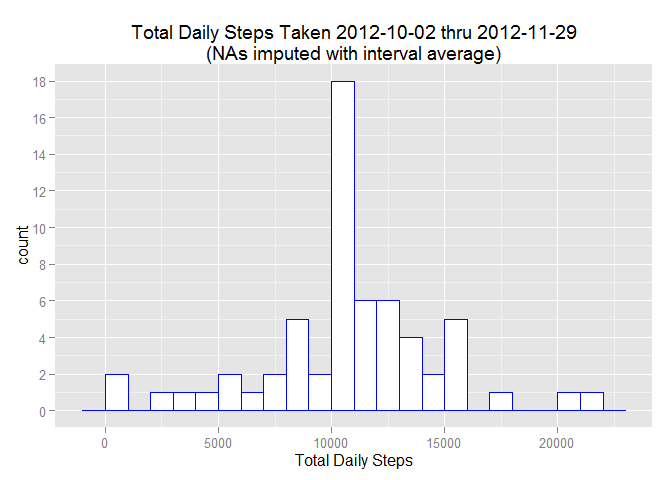 Total Daily Steps Taken 2012-10-02 thru 2012-11-29
(NAs imputed with interval average)
18
16
14
12
10
8
6
4
2
0
count
0 5000 10000 15000 20000
Total Daily Steps